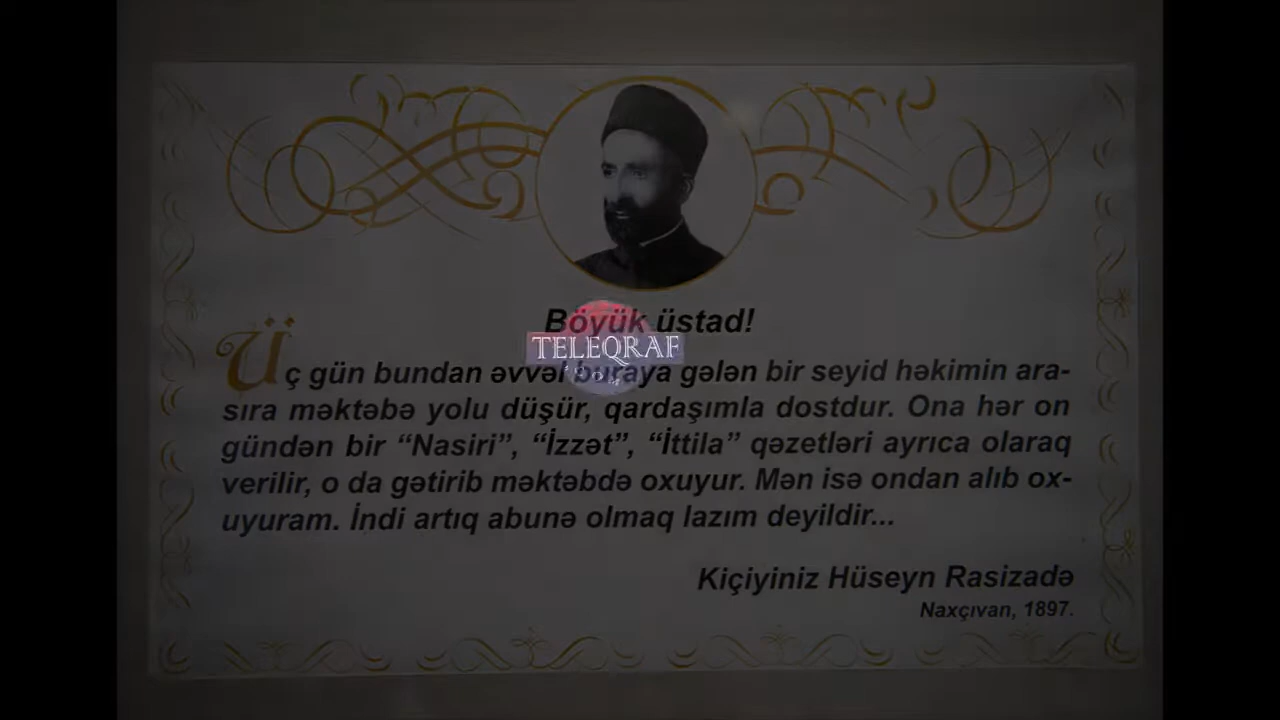 Böyük üstad!
TELEQRAF
Üç gün bundan əvvəl buraya gələn bir seyid həkimin ara-
sıra məktəbə yolu düşür, qardaşımla dostdur. Ona hər on
gündən bir “Nasiri”, “İzzət”, “İttila” qəzetləri ayrıca olaraq
verilir, o da gətirib məktəbdə oxuyur. Mən isə ondan alıb ox-
uyuram. İndi artıq abunə olmaq lazım deyildir...
Kiçiyiniz Hüseyn Rasizadə
Naxçıvan, 1897.